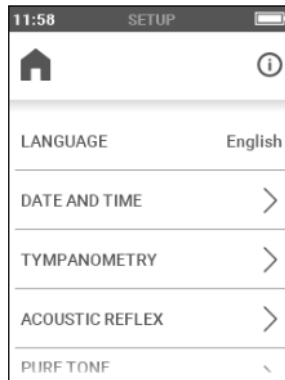 11:58 SETUP
LANGUAGE English
DATE AND TIME
TYMPANOMETRY
ACOUSTIC REFLEX
PURE TONE